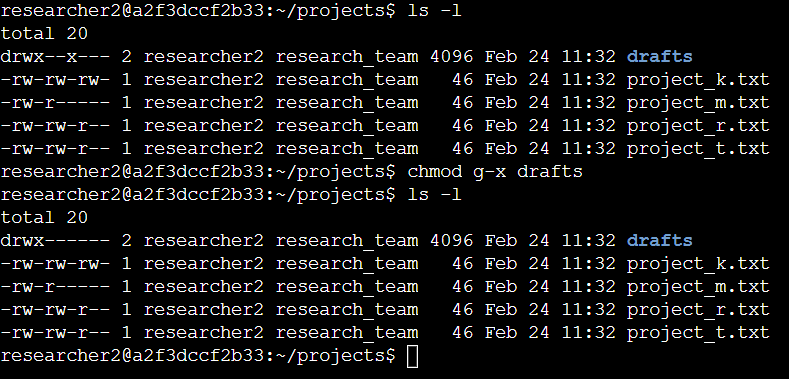 researcher2@a2f3dccf2b33:~/projects$ ls -l
total 20
drwx--x--- 2 researcher2 research_team 4096 Feb 24 11:32 drafts
-rw-rw-rw- 1 researcher2 research_team   46 Feb 24 11:32 project_k.txt
-rw-r----- 1 researcher2 research_team   46 Feb 24 11:32 project_m.txt
-rw-rw-r-- 1 researcher2 research_team   46 Feb 24 11:32 project_r.txt
-rw-rw-r-- 1 researcher2 research_team   46 Feb 24 11:32 project_t.txt
researcher2@a2f3dccf2b33:~/projects$ chmod g-x drafts
researcher2@a2f3dccf2b33:~/projects$ ls -l
total 20
drwx------ 2 researcher2 research_team 4096 Feb 24 11:32 drafts
-rw-rw-rw- 1 researcher2 research_team   46 Feb 24 11:32 project_k.txt
-rw-r----- 1 researcher2 research_team   46 Feb 24 11:32 project_m.txt
-rw-rw-r-- 1 researcher2 research_team   46 Feb 24 11:32 project_r.txt
-rw-rw-r-- 1 researcher2 research_team   46 Feb 24 11:32 project_t.txt
researcher2@a2f3dccf2b33:~/projects$